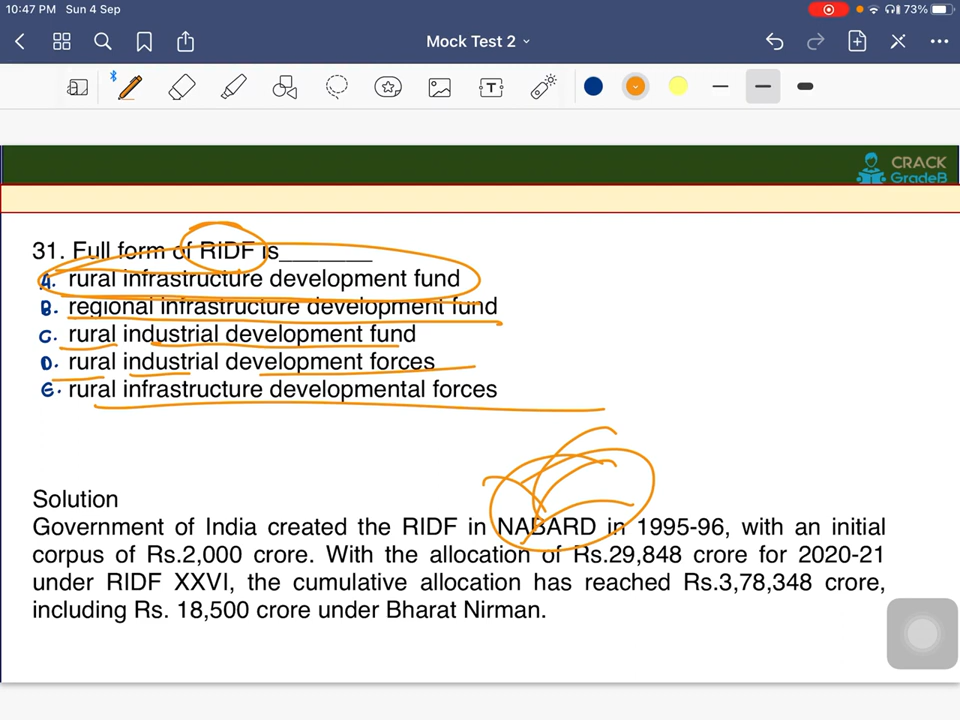 10:47 PM Sun 4 Sep 73%
Mock Test 2
T
CRACK
GradeB
31. Full form of RIDF is_______
A. rural infrastructure development fund
B. regional infrastructure development fund
C. rural industrial development fund
D. rural industrial development forces
E. rural infrastructure developmental forces
Solution
Government of India created the RIDF in NABARD in 1995-96, with an initial
corpus of Rs.2,000 crore. With the allocation of Rs.29,848 crore for 2020-21
under RIDF XXVI, the cumulative allocation has reached Rs.3,78,348 crore,
including Rs. 18,500 crore under Bharat Nirman.